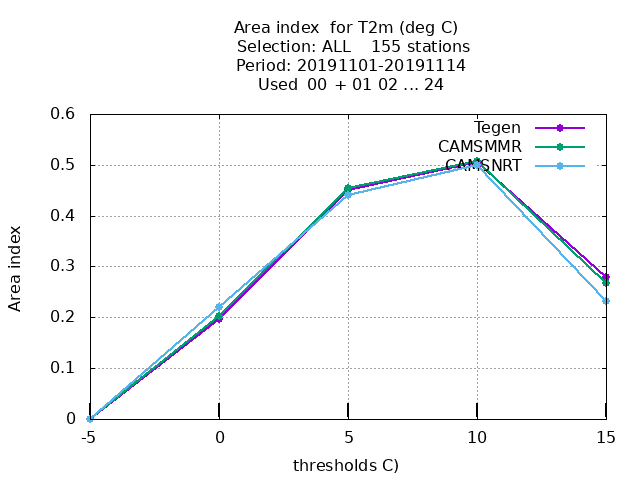 Area index  for T2m (deg C)
Selection: ALL    155 stations
Period: 20191101-20191114
Used  00 + 01 02 ... 24
Tegen
CAMSMMR
CAMSNRT
0.6
0.5
0.4
0.3
0.2
0.1
0
Area index
-5 0 5 10 15
thresholds C)